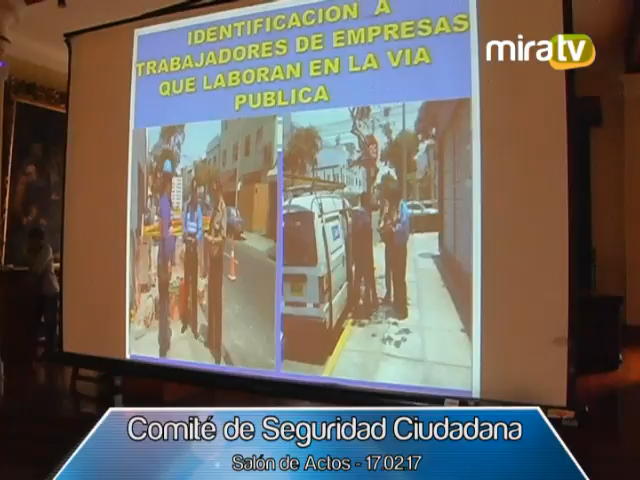 IDENTIFICACION A
TRABAJADORES DE EMPRESAS
QUE LABORAN EN LA VIA
PUBLICA
miratv
Comité de Seguridad Ciudadana
Salón de Actos - 17.02.17